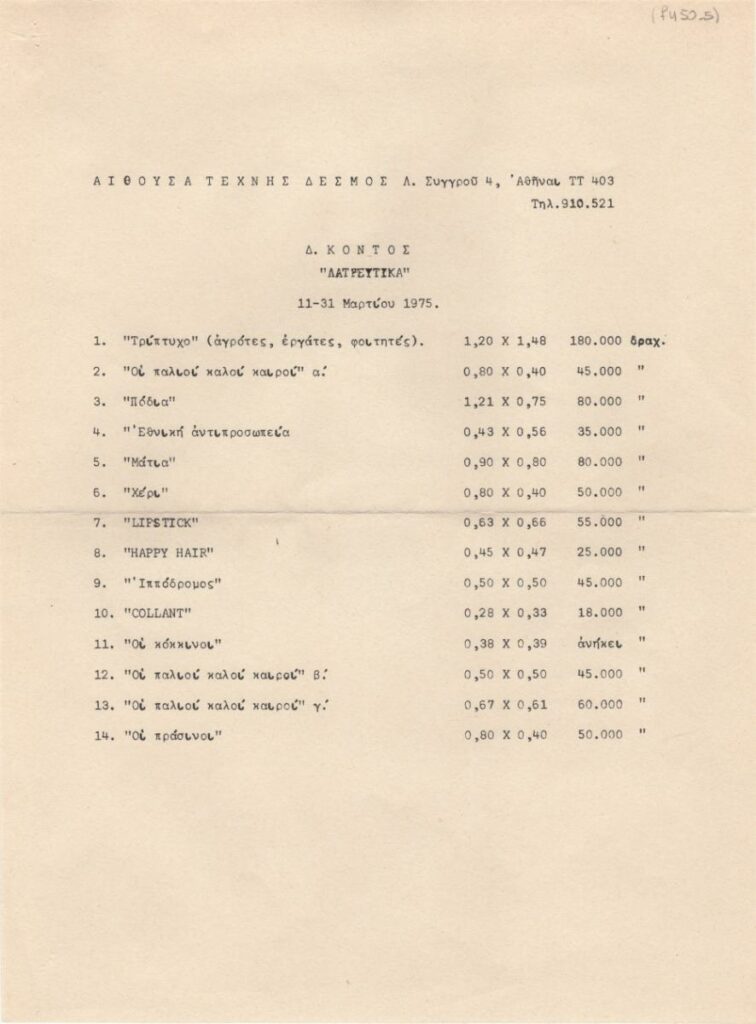 (P450_5)
ΑΙΘΟΥΣΑ ΤΕΧΝΗΣ ΔΕΣΜΟΣ Λ. Συγγροῦ 4, Ἀθῆναι ΤΤ 403
Τηλ.910.521
Δ. ΚΟΝΤΟΣ
"ΛΑΤΡΕΥΤΙΚΑ"
11-31 Μαρτίου 1975.
1. "Τρίπτυχο" (ἀγρότες, ἐργάτες, φοιτητές). 1,20 X 1,48 180.000 δραχ.
2. "Οἱ παλιοί καλοί καιροί" α.' 0,80 X 0,40 45.000 "
3. "Πόδια" 1,21 X 0,75 80.000 "
4. "Ἐθνική ἀντιπροσωπεία 0,43 X 0,56 35.000 "
5. "Μάτια" 0,90 X 0,80 80.000 "
6. "Χέρι" 0,80 X 0,40 50.000 "
7. "LIPSTICK" 0,63 X 0,66 55.000 "
8. "HAPPY HAIR" 0,45 X 0,47 25.000 "
9. "Ἱππόδρομος" 0,50 X 0,50 45.000 "
10. "COLLANT" 0,28 X 0,33 18.000 "
11. "Οἱ κόκκινοι" 0,38 X 0,39 ἀνήκει "
12. "Οἱ παλιοί καλοί καιροί" β.' 0,50 X 0,50 45.000 "
13. "Οἱ παλιοί καλοί καιροί" γ.' 0,67 X 0,61 60.000 "
14. "Οἱ πράσινοι" 0,80 X 0,40 50.000 "